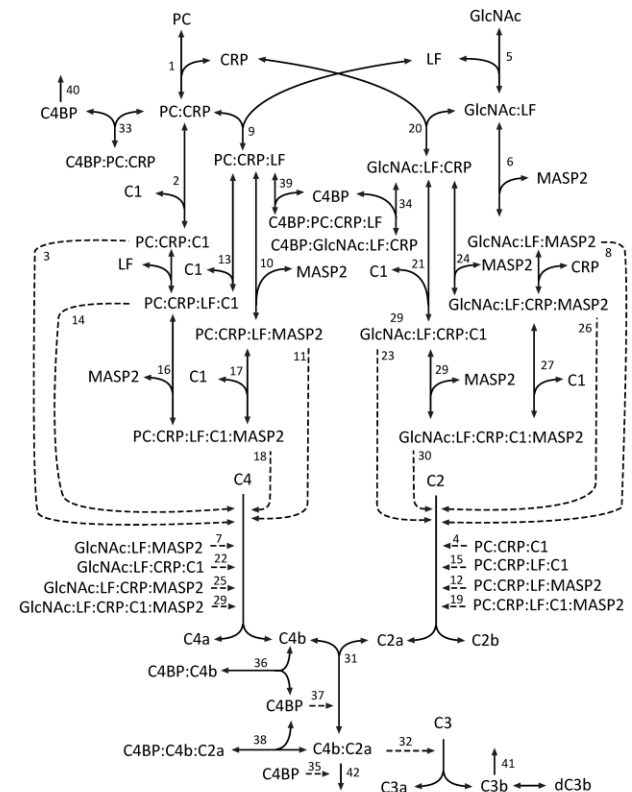 PC
GlcNAc
1
CRP
LF
5
40
C4BP
33
PC:CRP
9
20
GlcNAc:LF
C4BP:PC:CRP
PC:CRP:LF
GlcNAc:LF:CRP
6
MASP2
2
C1
39
C4BP
34
C4BP:PC:CRP:LF
3
PC:CRP:C1
C4BP:GlcNAc:LF:CRP
GlcNAc:LF:MASP2
8
LF
C1
13
10
MASP2
C1
21
24
MASP2
CRP
14
PC:CRP:LF:C1
29
GlcNAc:LF:CRP:MASP2
26
PC:CRP:LF:MASP2
11
GlcNAc:LF:CRP:C1
23
MASP2
16
C1
17
29
MASP2
27
C1
PC:CRP:LF:C1:MASP2
GlcNAc:LF:CRP:C1:MASP2
18
30
C4
C2
GlcNAc:LF:MASP2
7
4
PC:CRP:C1
GlcNAc:LF:CRP:C1
22
15
PC:CRP:LF:C1
GlcNAc:LF:CRP:MASP2
25
12
PC:CRP:LF:MASP2
GlcNAc:LF:CRP:C1:MASP2
29
19
PC:CRP:LF:C1:MASP2
C4a
C4b
31
C2a
C2b
C4BP:C4b
36
C4BP
37
C3
C4BP:C4b:C2a
38
C4b:C2a
32
C4BP
35
42
41
C3a
C3b
dC3b